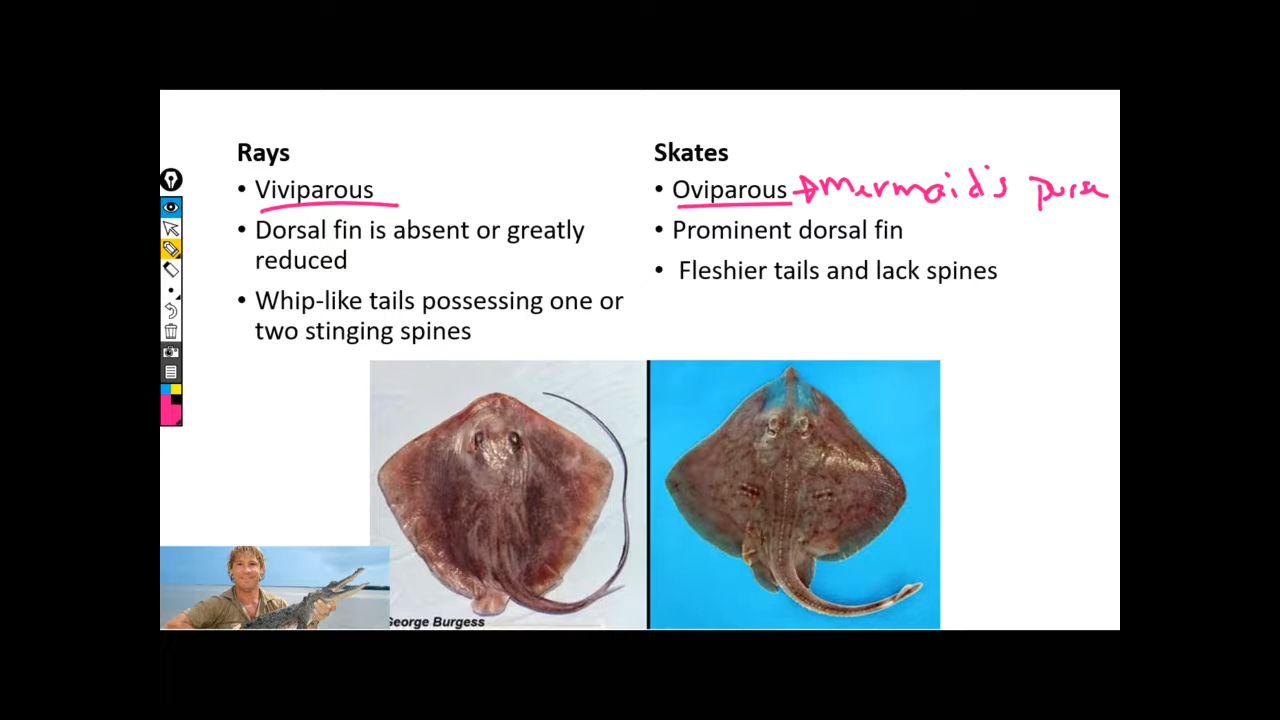 Rays
• Viviparous
• Dorsal fin is absent or greatly
reduced
• Whip-like tails possessing one or
two stinging spines
Skates
• Oviparous → mermaid's purse
• Prominent dorsal fin
• Fleshier tails and lack spines
George Burgess